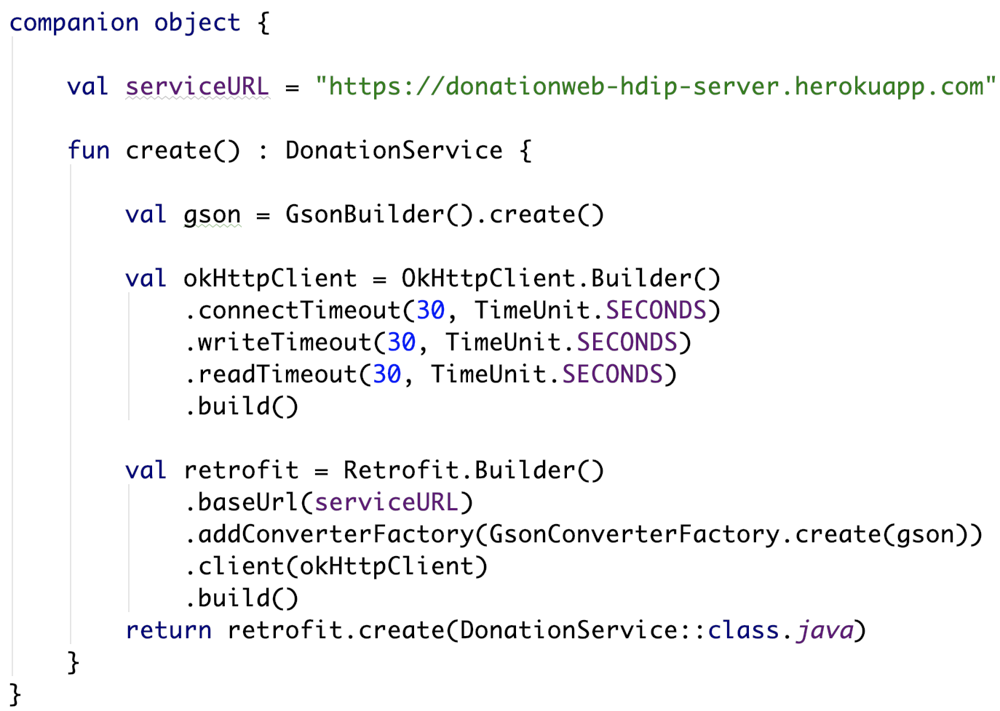 companion object {
val serviceURL = "https://donationweb-hdip-server.herokuapp.com"
fun create() : DonationService {
val gson = GsonBuilder().create()
val okHttpClient = OkHttpClient.Builder()
.connectTimeout(30, TimeUnit.SECONDS)
.writeTimeout(30, TimeUnit.SECONDS)
.readTimeout(30, TimeUnit.SECONDS)
.build()
val retrofit = Retrofit.Builder()
.baseUrl(serviceURL)
.addConverterFactory(GsonConverterFactory.create(gson))
.client(okHttpClient)
.build()
return retrofit.create(DonationService::class.java)
}
}